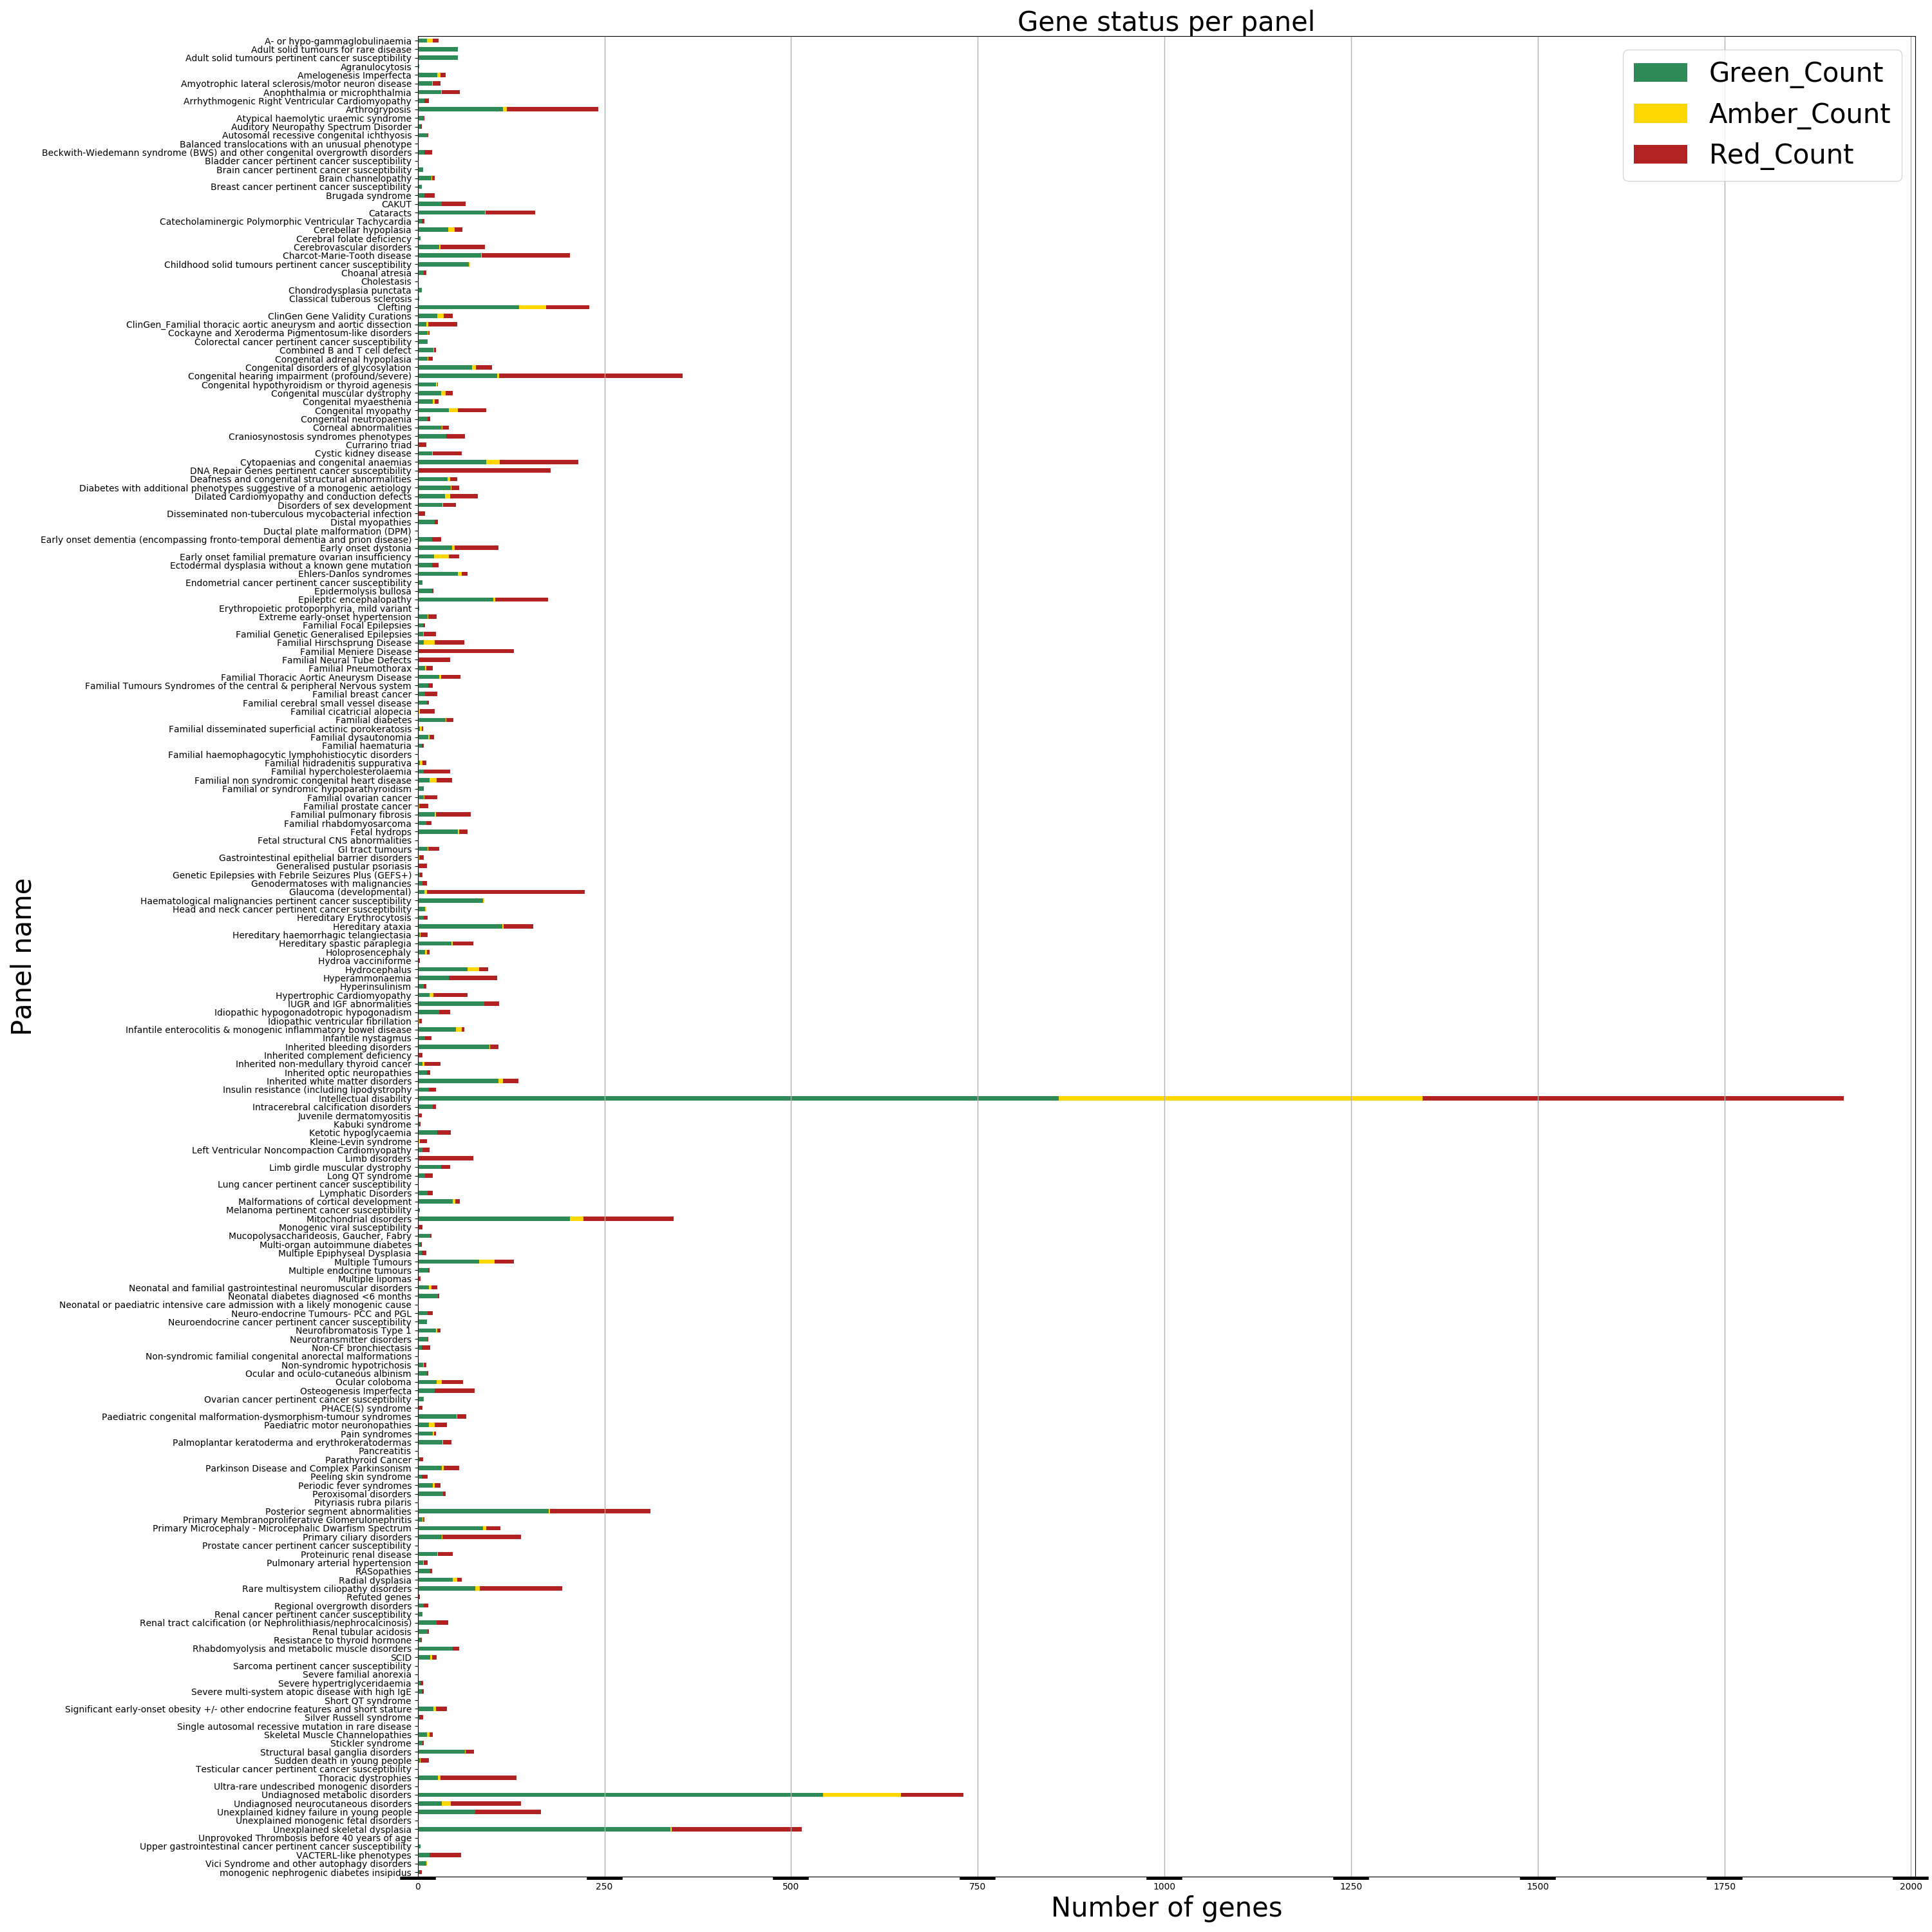 Gene status per panel
Green_Count
Amber_Count
Red_Count
Panel name
A- or hypo-gammaglobulinaemia
Adult solid tumours for rare disease
Adult solid tumours pertinent cancer susceptibility
Agranulocytosis
Amelogenesis Imperfecta
Amyotrophic lateral sclerosis/motor neuron disease
Anophthalmia or microphthalmia
Arrhythmogenic Right Ventricular Cardiomyopathy
Arthrogryposis
Atypical haemolytic uraemic syndrome
Auditory Neuropathy Spectrum Disorder
Autosomal recessive congenital ichthyosis
Balanced translocations with an unusual phenotype
Beckwith-Wiedemann syndrome (BWS) and other congenital overgrowth disorders
Bladder cancer pertinent cancer susceptibility
Brain cancer pertinent cancer susceptibility
Brain channelopathy
Breast cancer pertinent cancer susceptibility
Brugada syndrome
CAKUT
Cataracts
Catecholaminergic Polymorphic Ventricular Tachycardia
Cerebellar hypoplasia
Cerebral folate deficiency
Cerebrovascular disorders
Charcot-Marie-Tooth disease
Childhood solid tumours pertinent cancer susceptibility
Choanal atresia
Cholestasis
Chondrodysplasia punctata
Classical tuberous sclerosis
Clefting
ClinGen Gene Validity Curations
ClinGen_Familial thoracic aortic aneurysm and aortic dissection
Cockayne and Xeroderma Pigmentosum-like disorders
Colorectal cancer pertinent cancer susceptibility
Combined B and T cell defect
Congenital adrenal hypoplasia
Congenital disorders of glycosylation
Congenital hearing impairment (profound/severe)
Congenital hypothyroidism or thyroid agenesis
Congenital muscular dystrophy
Congenital myaesthenia
Congenital myopathy
Congenital neutropaenia
Corneal abnormalities
Craniosynostosis syndromes phenotypes
Currarino triad
Cystic kidney disease
Cytopaenias and congenital anaemias
DNA Repair Genes pertinent cancer susceptibility
Deafness and congenital structural abnormalities
Diabetes with additional phenotypes suggestive of a monogenic aetiology
Dilated Cardiomyopathy and conduction defects
Disorders of sex development
Disseminated non-tuberculous mycobacterial infection
Distal myopathies
Ductal plate malformation (DPM)
Early onset dementia (encompassing fronto-temporal dementia and prion disease)
Early onset dystonia
Early onset familial premature ovarian insufficiency
Ectodermal dysplasia without a known gene mutation
Ehlers-Danlos syndromes
Endometrial cancer pertinent cancer susceptibility
Epidermolysis bullosa
Epileptic encephalopathy
Erythropoietic protoporphyria, mild variant
Extreme early-onset hypertension
Familial Focal Epilepsies
Familial Genetic Generalised Epilepsies
Familial Hirschsprung Disease
Familial Meniere Disease
Familial Neural Tube Defects
Familial Pneumothorax
Familial Thoracic Aortic Aneurysm Disease
Familial Tumours Syndromes of the central & peripheral Nervous system
Familial breast cancer
Familial cerebral small vessel disease
Familial cicatricial alopecia
Familial diabetes
Familial disseminated superficial actinic porokeratosis
Familial dysautonomia
Familial haematuria
Familial haemophagocytic lymphohistiocytic disorders
Familial hidradenitis suppurativa
Familial hypercholesterolaemia
Familial non syndromic congenital heart disease
Familial or syndromic hypoparathyroidism
Familial ovarian cancer
Familial prostate cancer
Familial pulmonary fibrosis
Familial rhabdomyosarcoma
Fetal hydrops
Fetal structural CNS abnormalities
GI tract tumours
Gastrointestinal epithelial barrier disorders
Generalised pustular psoriasis
Genetic Epilepsies with Febrile Seizures Plus (GEFS+)
Genodermatoses with malignancies
Glaucoma (developmental)
Haematological malignancies pertinent cancer susceptibility
Head and neck cancer pertinent cancer susceptibility
Hereditary Erythrocytosis
Hereditary ataxia
Hereditary haemorrhagic telangiectasia
Hereditary spastic paraplegia
Holoprosencephaly
Hydroa vacciniforme
Hydrocephalus
Hyperammonaemia
Hyperinsulinism
Hypertrophic Cardiomyopathy
IUGR and IGF abnormalities
Idiopathic hypogonadotropic hypogonadism
Idiopathic ventricular fibrillation
Infantile enterocolitis & monogenic inflammatory bowel disease
Infantile nystagmus
Inherited bleeding disorders
Inherited complement deficiency
Inherited non-medullary thyroid cancer
Inherited optic neuropathies
Inherited white matter disorders
Insulin resistance (including lipodystrophy
Intellectual disability
Intracerebral calcification disorders
Juvenile dermatomyositis
Kabuki syndrome
Ketotic hypoglycaemia
Kleine-Levin syndrome
Left Ventricular Noncompaction Cardiomyopathy
Limb disorders
Limb girdle muscular dystrophy
Long QT syndrome
Lung cancer pertinent cancer susceptibility
Lymphatic Disorders
Malformations of cortical development
Melanoma pertinent cancer susceptibility
Mitochondrial disorders
Monogenic viral susceptibility
Mucopolysaccharideosis, Gaucher, Fabry
Multi-organ autoimmune diabetes
Multiple Epiphyseal Dysplasia
Multiple Tumours
Multiple endocrine tumours
Multiple lipomas
Neonatal and familial gastrointestinal neuromuscular disorders
Neonatal diabetes diagnosed <6 months
Neonatal or paediatric intensive care admission with a likely monogenic cause
Neuro-endocrine Tumours- PCC and PGL
Neuroendocrine cancer pertinent cancer susceptibility
Neurofibromatosis Type 1
Neurotransmitter disorders
Non-CF bronchiectasis
Non-syndromic familial congenital anorectal malformations
Non-syndromic hypotrichosis
Ocular and oculo-cutaneous albinism
Ocular coloboma
Osteogenesis Imperfecta
Ovarian cancer pertinent cancer susceptibility
PHACE(S) syndrome
Paediatric congenital malformation-dysmorphism-tumour syndromes
Paediatric motor neuronopathies
Pain syndromes
Palmoplantar keratoderma and erythrokeratodermas
Pancreatitis
Parathyroid Cancer
Parkinson Disease and Complex Parkinsonism
Peeling skin syndrome
Periodic fever syndromes
Peroxisomal disorders
Pityriasis rubra pilaris
Posterior segment abnormalities
Primary Membranoproliferative Glomerulonephritis
Primary Microcephaly - Microcephalic Dwarfism Spectrum
Primary ciliary disorders
Prostate cancer pertinent cancer susceptibility
Proteinuric renal disease
Pulmonary arterial hypertension
RASopathies
Radial dysplasia
Rare multisystem ciliopathy disorders
Refuted genes
Regional overgrowth disorders
Renal cancer pertinent cancer susceptibility
Renal tract calcification (or Nephrolithiasis/nephrocalcinosis)
Renal tubular acidosis
Resistance to thyroid hormone
Rhabdomyolysis and metabolic muscle disorders
SCID
Sarcoma pertinent cancer susceptibility
Severe familial anorexia
Severe hypertriglyceridaemia
Severe multi-system atopic disease with high IgE
Short QT syndrome
Significant early-onset obesity +/- other endocrine features and short stature
Silver Russell syndrome
Single autosomal recessive mutation in rare disease
Skeletal Muscle Channelopathies
Stickler syndrome
Structural basal ganglia disorders
Sudden death in young people
Testicular cancer pertinent cancer susceptibility
Thoracic dystrophies
Ultra-rare undescribed monogenic disorders
Undiagnosed metabolic disorders
Undiagnosed neurocutaneous disorders
Unexplained kidney failure in young people
Unexplained monogenic fetal disorders
Unexplained skeletal dysplasia
Unprovoked Thrombosis before 40 years of age
Upper gastrointestinal cancer pertinent cancer susceptibility
VACTERL-like phenotypes
Vici Syndrome and other autophagy disorders
monogenic nephrogenic diabetes insipidus
0 250 500 750 1000 1250 1500 1750 2000
Number of genes